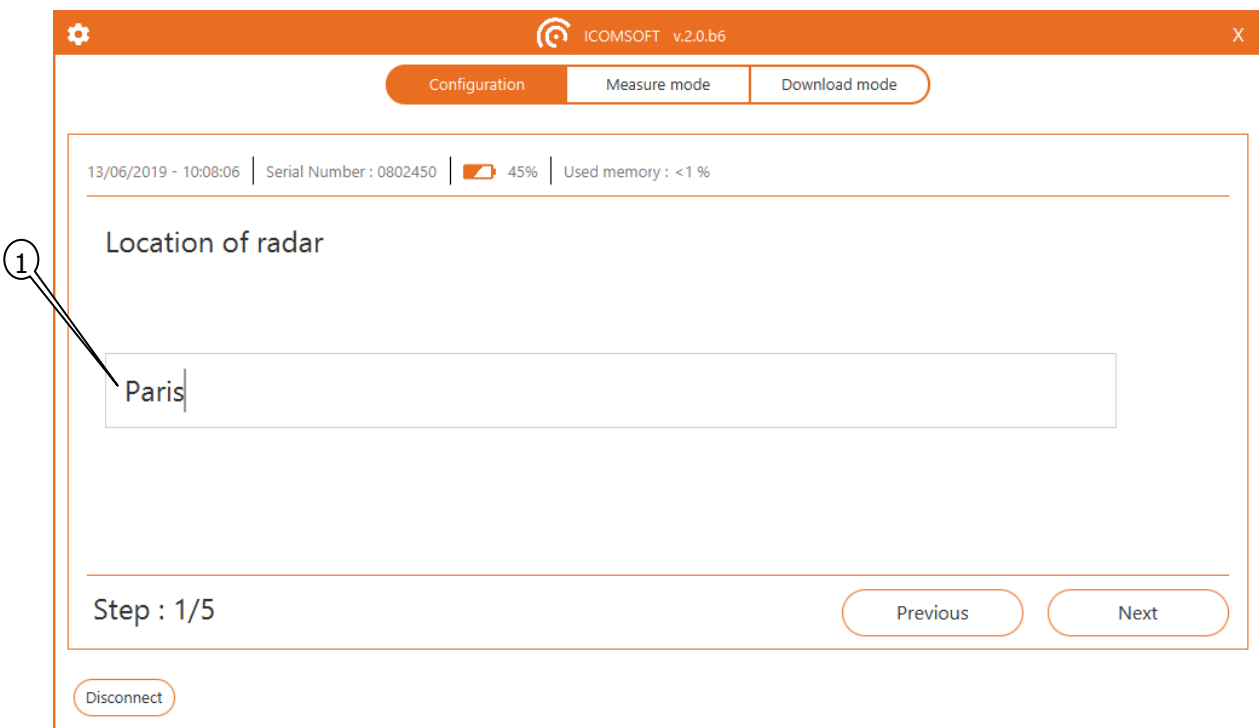 ICOMSOFT v.2.0.b6 X
Configuration Measure mode Download mode
13/06/2019 - 10:08:06 Serial Number : 0802450 45% Used memory : <1 %
Location of radar
1
Paris
Step : 1/5 Previous Next
Disconnect